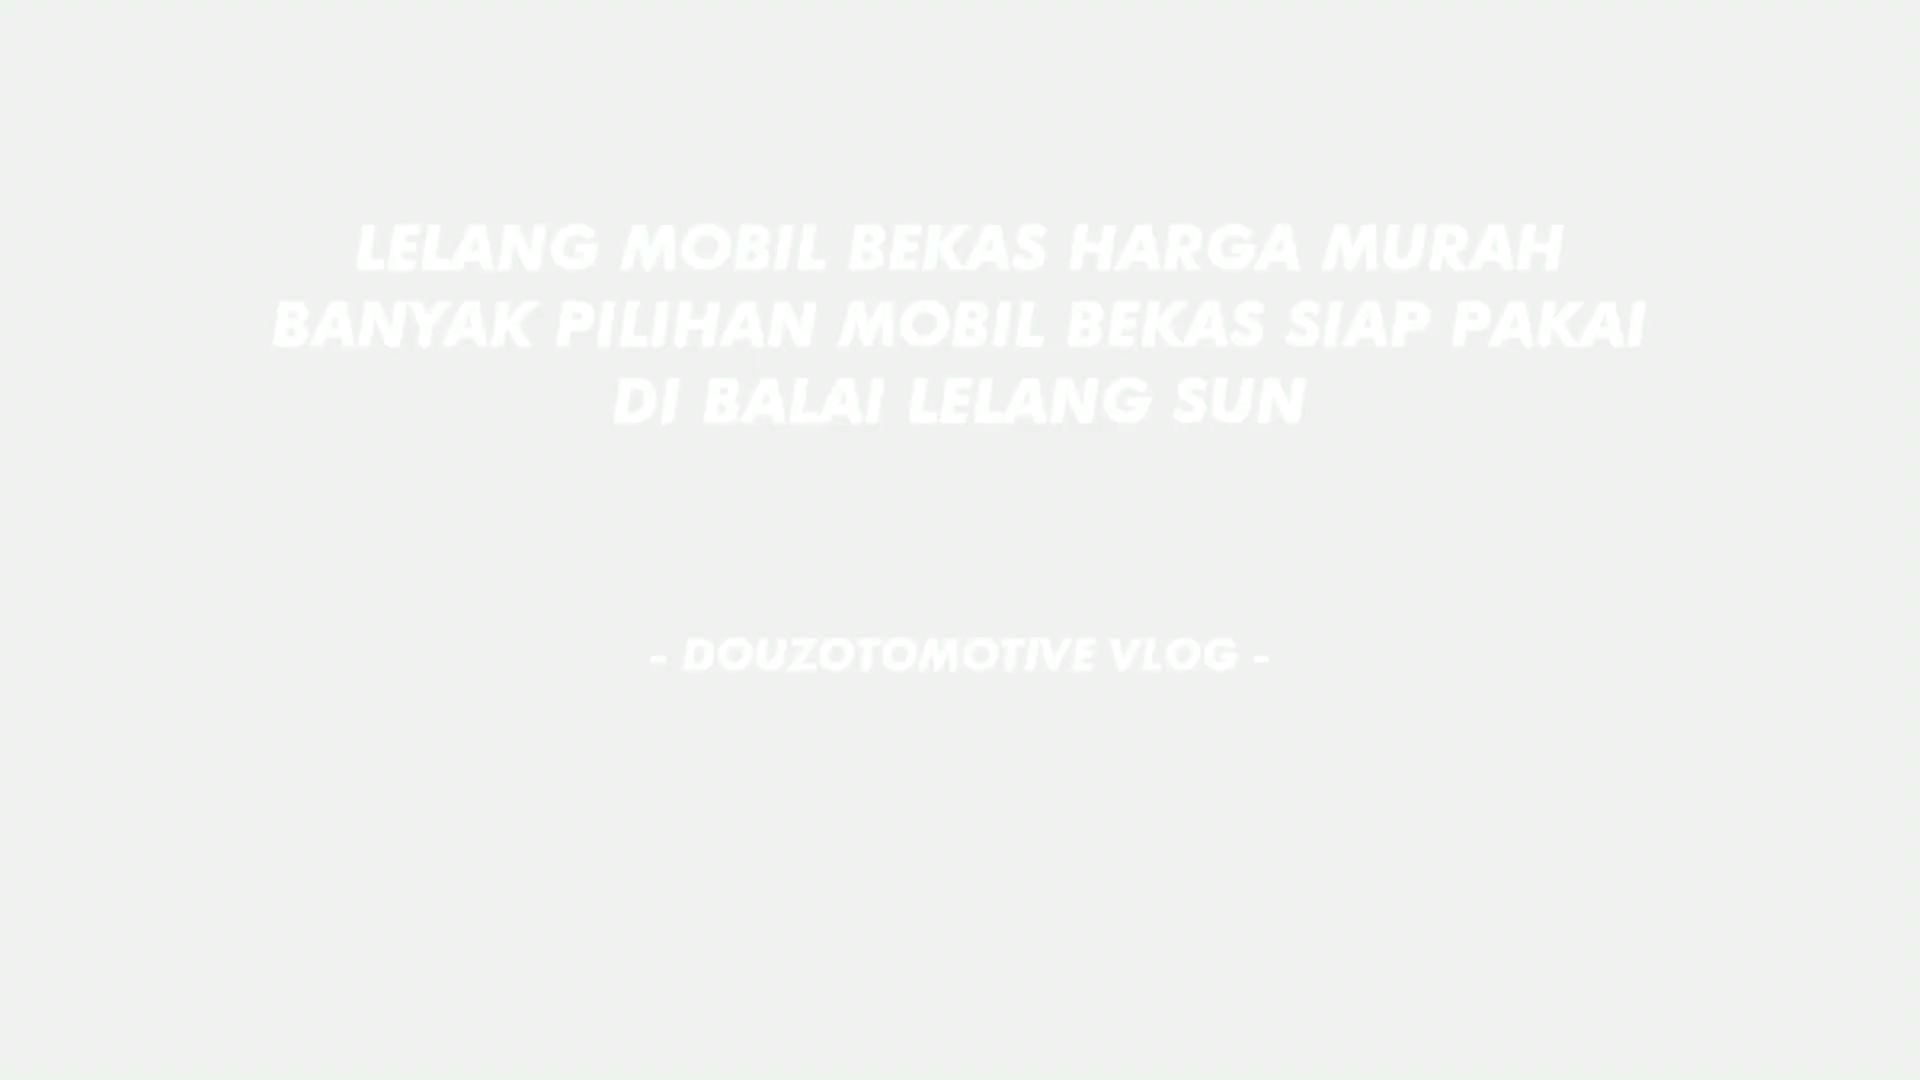 LELANG MOBIL BEKAS HARGA MURAH
BANYAK PILIHAN MOBIL BEKAS SIAP PAKAI
DI BALAI LELANG SUN
- DOUZOTOMOTIVE VLOG -